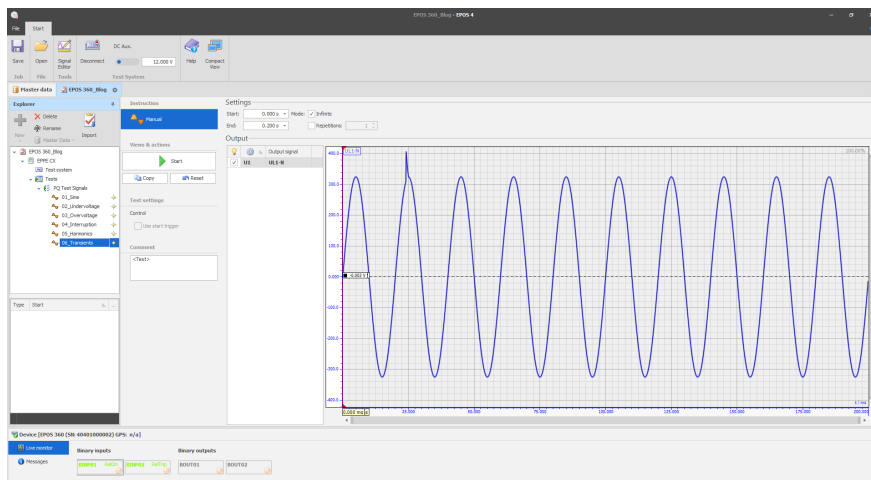 EPOS 360_Blog - EPOS 4
File Start
Save Open Signal Editor Disconnect DC Aux. 12.000 V Help Compact View
Job File Tools Test System
Master data EPOS 360_Blog
Explorer
New Delete Rename Master Data Import
EPOS 360_Blog
EPPE CX
Test system
Tests
PQ Test Signals
01_Sine
02_Undervoltage
03_Overvoltage
04_Interruption
05_Harmonics
06_Transients
Type Start
Instruction
Manual
Views & actions
Start
Copy Reset
Test settings
Control
Use start trigger
Comment
<Text>
Settings
Start: 0.000 s Mode: Infinite
End: 0.200 s Repetitions: 1
Output
Output signal
U1 UL1-N
UL1-N 200.00%
400.0
300.0
200.0
100.0
0.000 -0.003 V
-100.0
-200.0
-300.0
-400.0
t / ms
0.000 ms 25.000 50.000 75.000 100.000 125.000 150.000 175.000 200.000
Device [EPOS 360 (SN: 40401000002) GPS: n/a]
Live monitor
Messages
Binary inputs Binary outputs
BINP01 BINP02 BOUT01 BOUT02